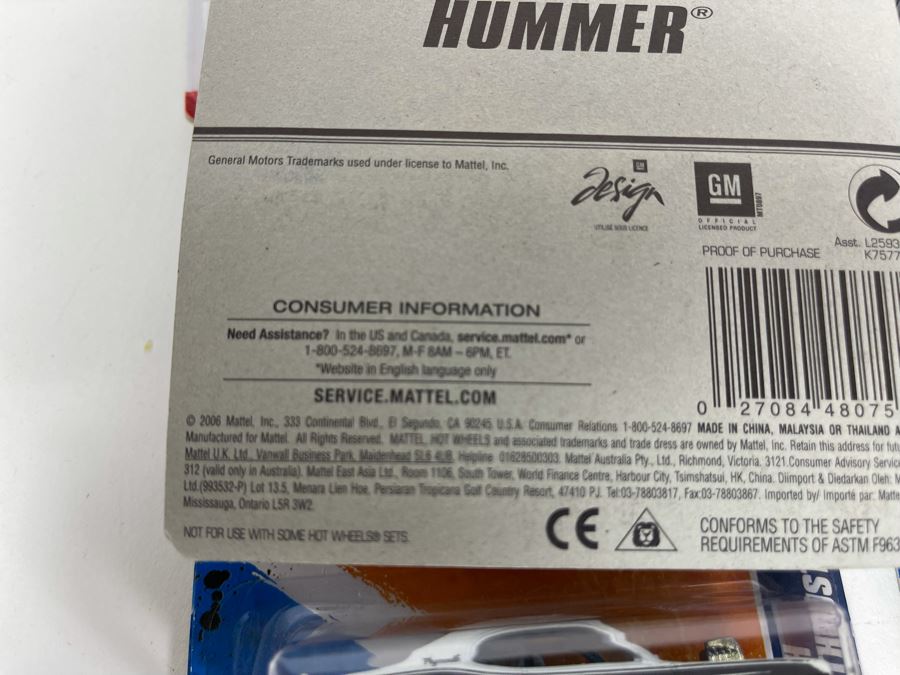 HUMMER®
General Motors Trademarks used under license to Mattel, Inc.
GM
Design
UTILISÉ SOUS LICENCE
GM
OFFICIAL
LICENSED PRODUCT
PROOF OF PURCHASE
Asst. L2593
K7577
CONSUMER INFORMATION
Need Assistance? In the US and Canada, service.mattel.com* or
1-800-524-8697, M-F 8AM – 6PM, ET.
*Website in English language only
SERVICE.MATTEL.COM
0 27084 48075
© 2006 Mattel, Inc., 333 Continental Blvd., El Segundo, CA 90245 U.S.A. Consumer Relations 1-800-524-8697 MADE IN CHINA, MALAYSIA OR THAILAND
Manufactured for Mattel. All Rights Reserved. MATTEL, HOT WHEELS and associated trademarks and trade dress are owned by Mattel, Inc. Retain this address for
Mattel U.K. Ltd., Vanwall Business Park, Maidenhead SL6 4UB. Helpline 01628500303. Mattel Australia Pty., Ltd., Richmond, Victoria. 3121.Consumer Advisory
312 (valid only in Australia). Mattel East Asia Ltd., Room 1106, South Tower, World Finance Centre, Harbour City, Tsimshatsui, HK, China. Diimport & Diedarkan Oleh:
Ltd.(993532-P) Lot 13.5, Menara Lien Hoe, Persiaran Tropicana Golf Country Resort, 47410 PJ. Tel:03-78803817, Fax:03-78803867. Imported by/ Importé par:
Mississauga, Ontario L5R 3W2.
NOT FOR USE WITH SOME HOT WHEELS® SETS.
CE
CONFORMS TO THE SAFETY
REQUIREMENTS OF ASTM F963